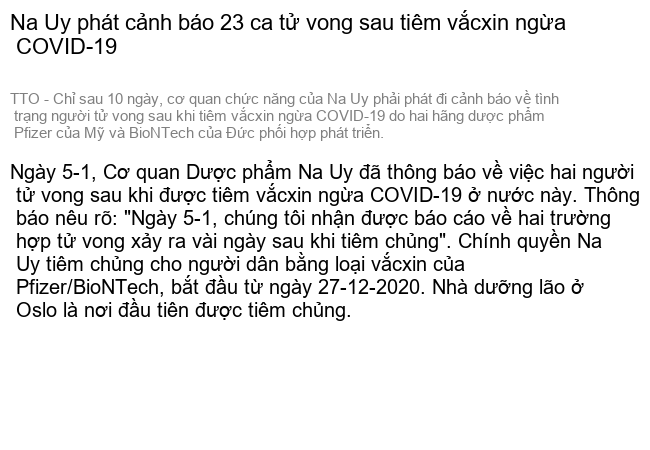 Na Uy phát cảnh báo 23 ca tử vong sau tiêm vắcxin ngừa
COVID-19
TTO - Chỉ sau 10 ngày, cơ quan chức năng của Na Uy phải phát đi cảnh báo về tình
trạng người tử vong sau khi tiêm vắcxin ngừa COVID-19 do hai hãng dược phẩm
Pfizer của Mỹ và BioNTech của Đức phối hợp phát triển.
Ngày 5-1, Cơ quan Dược phẩm Na Uy đã thông báo về việc hai người
tử vong sau khi được tiêm vắcxin ngừa COVID-19 ở nước này. Thông
báo nêu rõ: "Ngày 5-1, chúng tôi nhận được báo cáo về hai trường
hợp tử vong xảy ra vài ngày sau khi tiêm chủng". Chính quyền Na
Uy tiêm chủng cho người dân bằng loại vắcxin của
Pfizer/BioNTech, bắt đầu từ ngày 27-12-2020. Nhà dưỡng lão ở
Oslo là nơi đầu tiên được tiêm chủng.